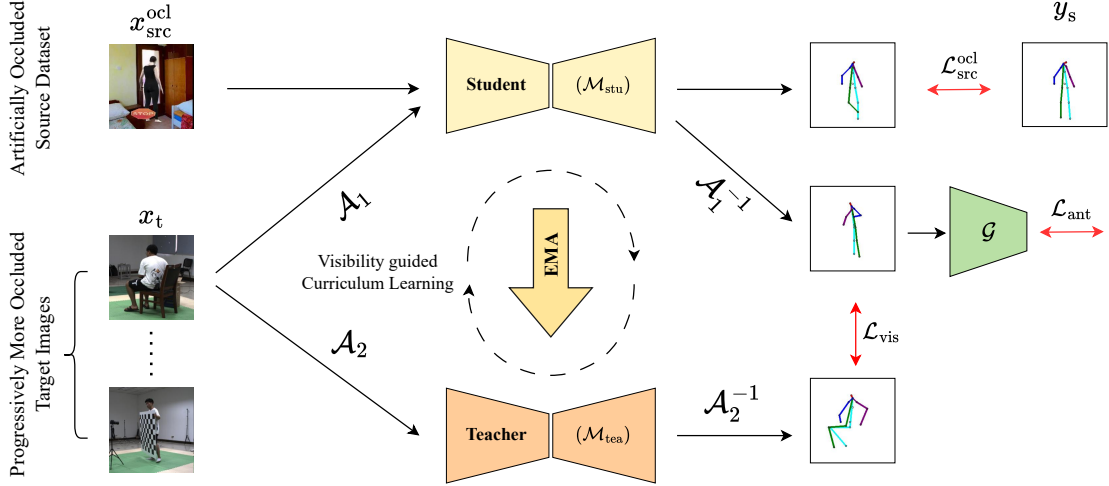 Artificially Occluded
Source Dataset
x_src^ocl
Student
(M_stu)
L_src^ocl
y_s
STOP
A_1
A_1^{-1}
x_t
Progressively More Occluded
Target Images
Visibility guided
Curriculum Learning
EMA
G
L_ant
L_vis
A_2
Teacher
(M_tea)
A_2^{-1}